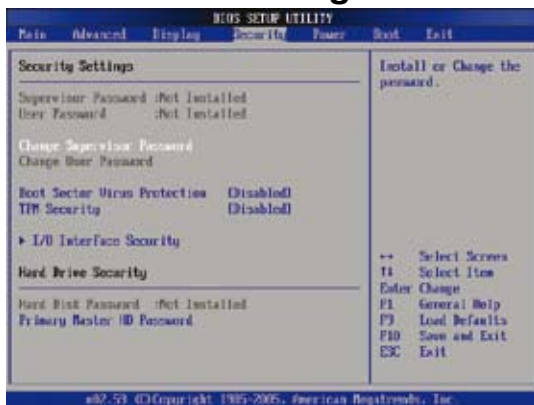 BIOS SETUP UTILITY
Main Advanced Display Security Power Boot Exit
Security Settings
Supervisor Password :Not Installed
User Password :Not Installed
Change Supervisor Password
Change User Password
Boot Sector Virus Protection [Disabled]
TPM Security [Disabled]
▶ I/O Interface Security
Hard Drive Security
Hard Disk Password :Not Installed
Primary Master HD Password
Install or Change the
password.
↔ Select Screen
↑↓ Select Item
Enter Change
F1 General Help
F9 Load Defaults
F10 Save and Exit
ESC Exit
v02.53 (C)Copyright 1985-2005, American Megatrends, Inc.